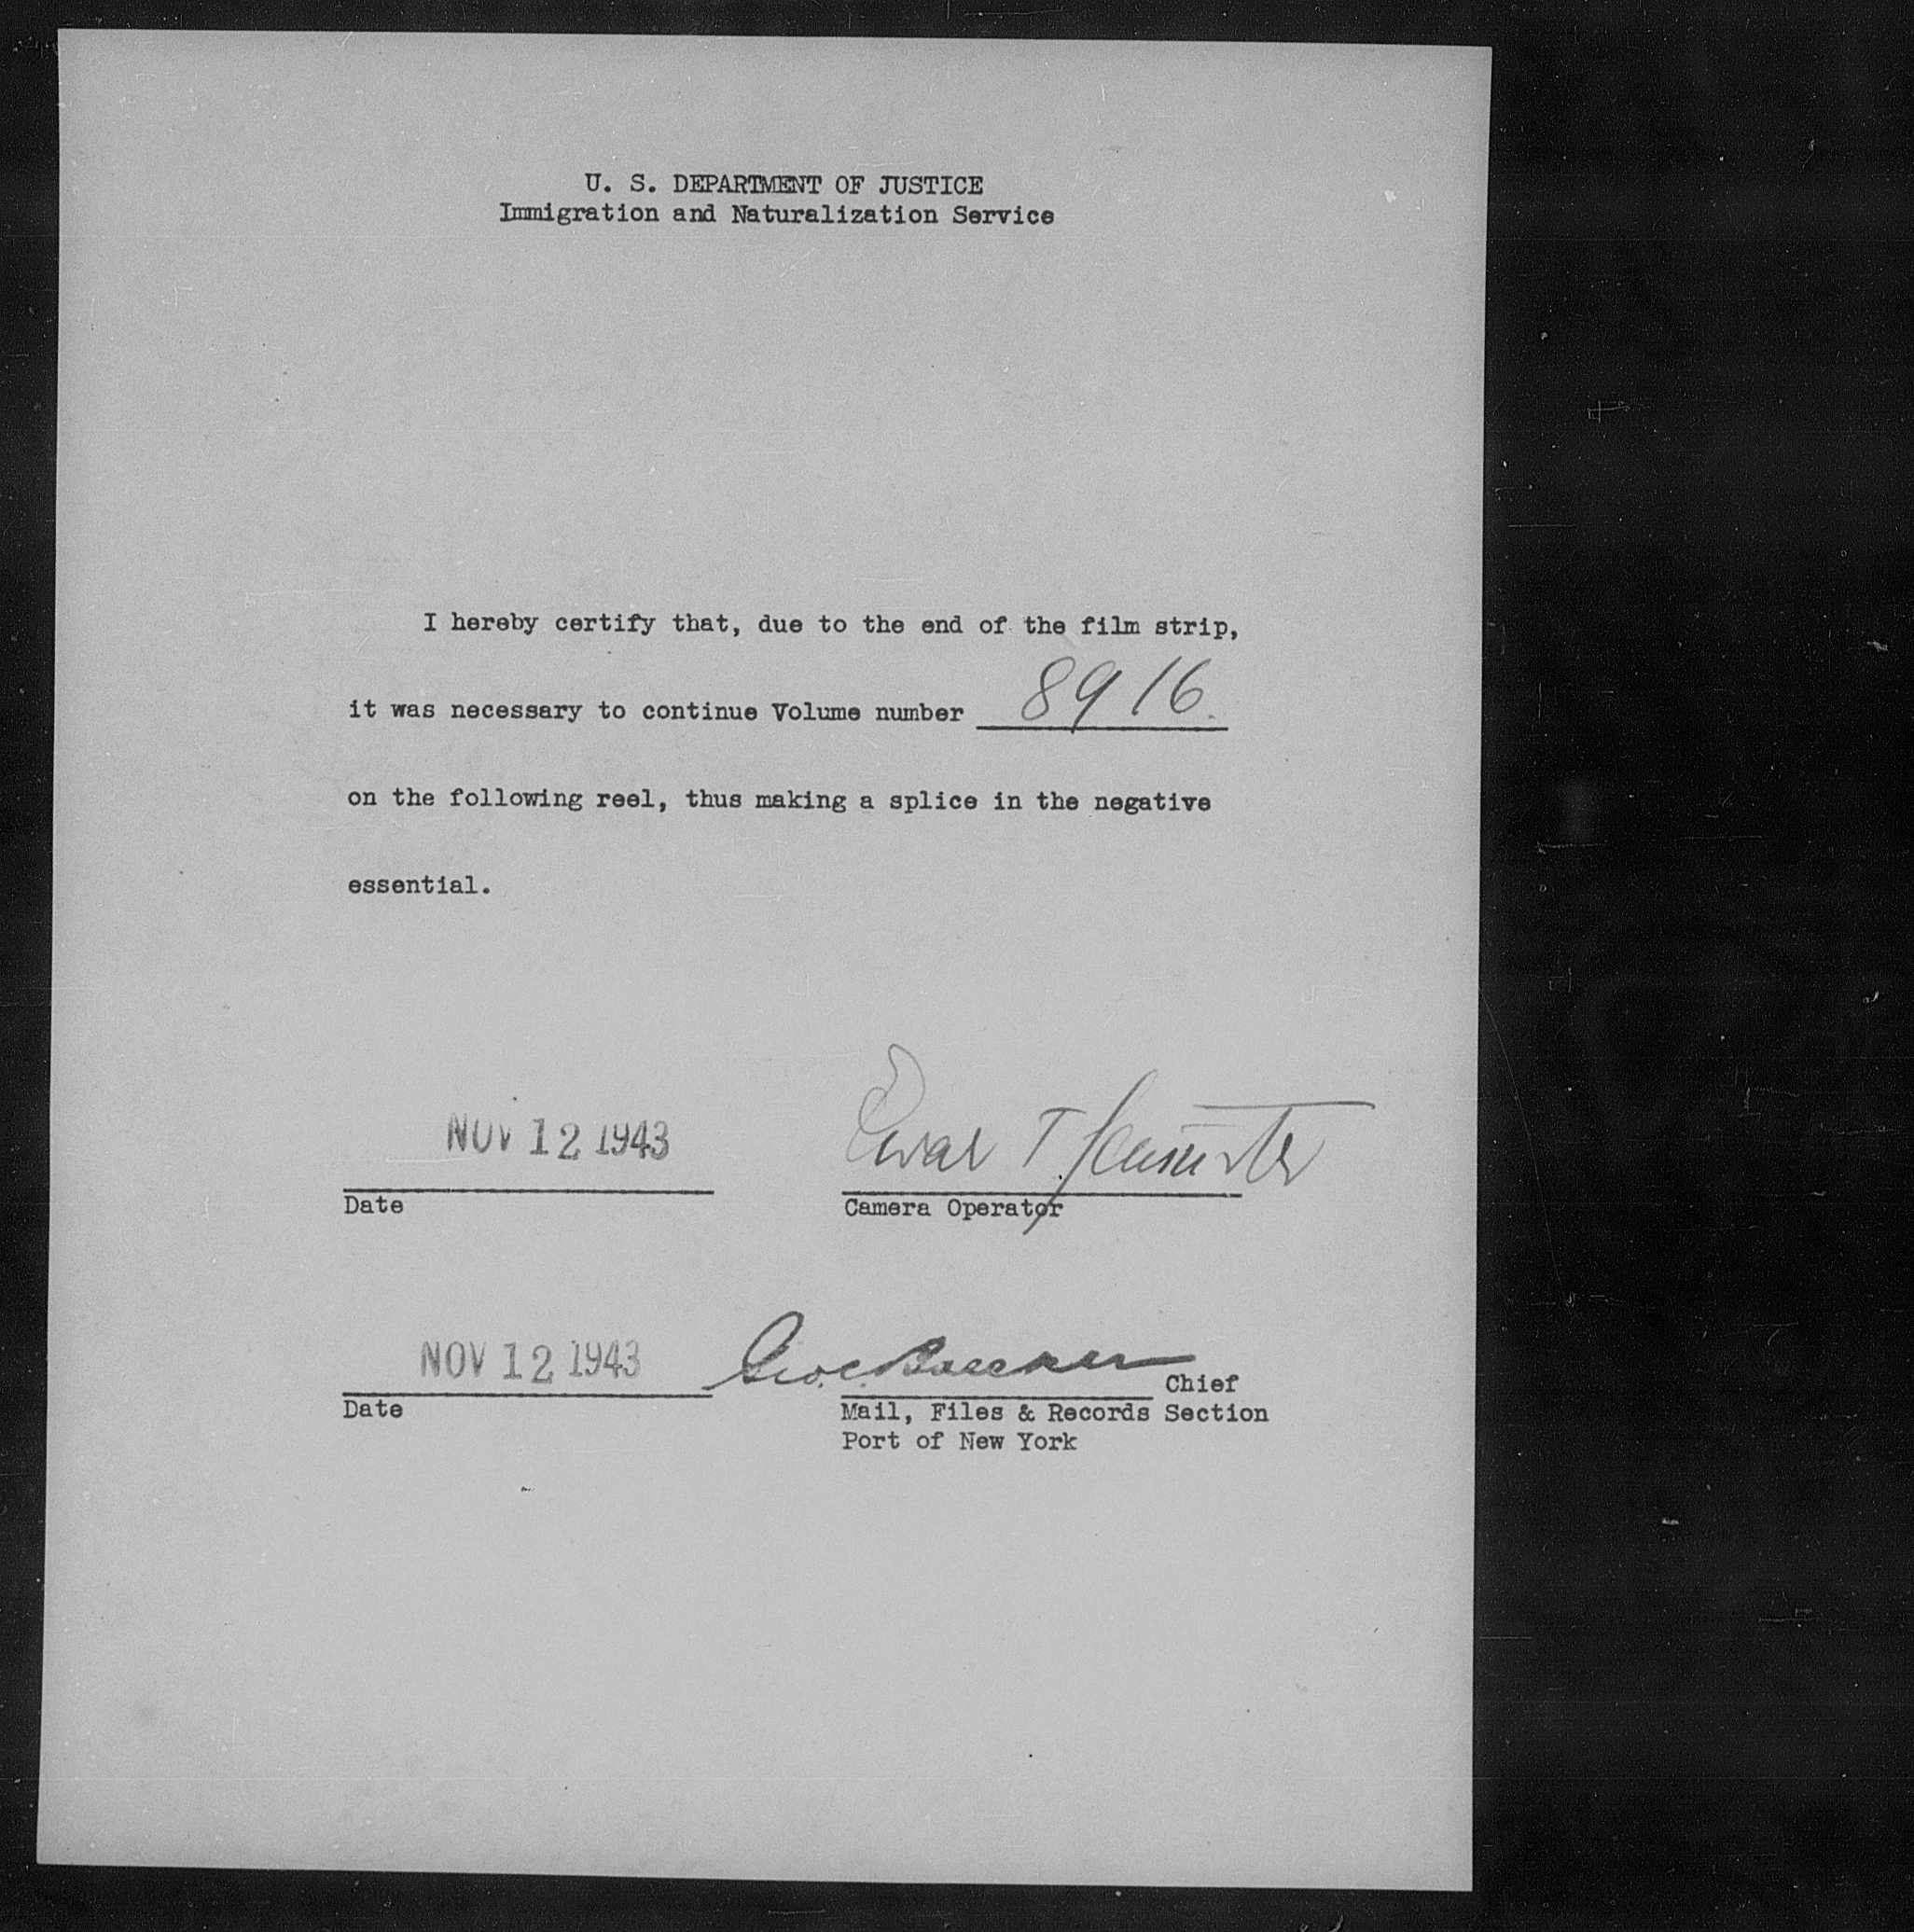 U. S. DEPARTMENT OF JUSTICE
Immigration and Naturalization Service
I hereby certify that, due to the end of the film strip,
it was necessary to continue Volume number 8916.
on the following reel, thus making a splice in the negative
essential.
NOV 12 1943
Date
T
Camera Operator
NOV 12 1943
Geo. C.
Chief
Date
Mail, Files & Records Section
Port of New York